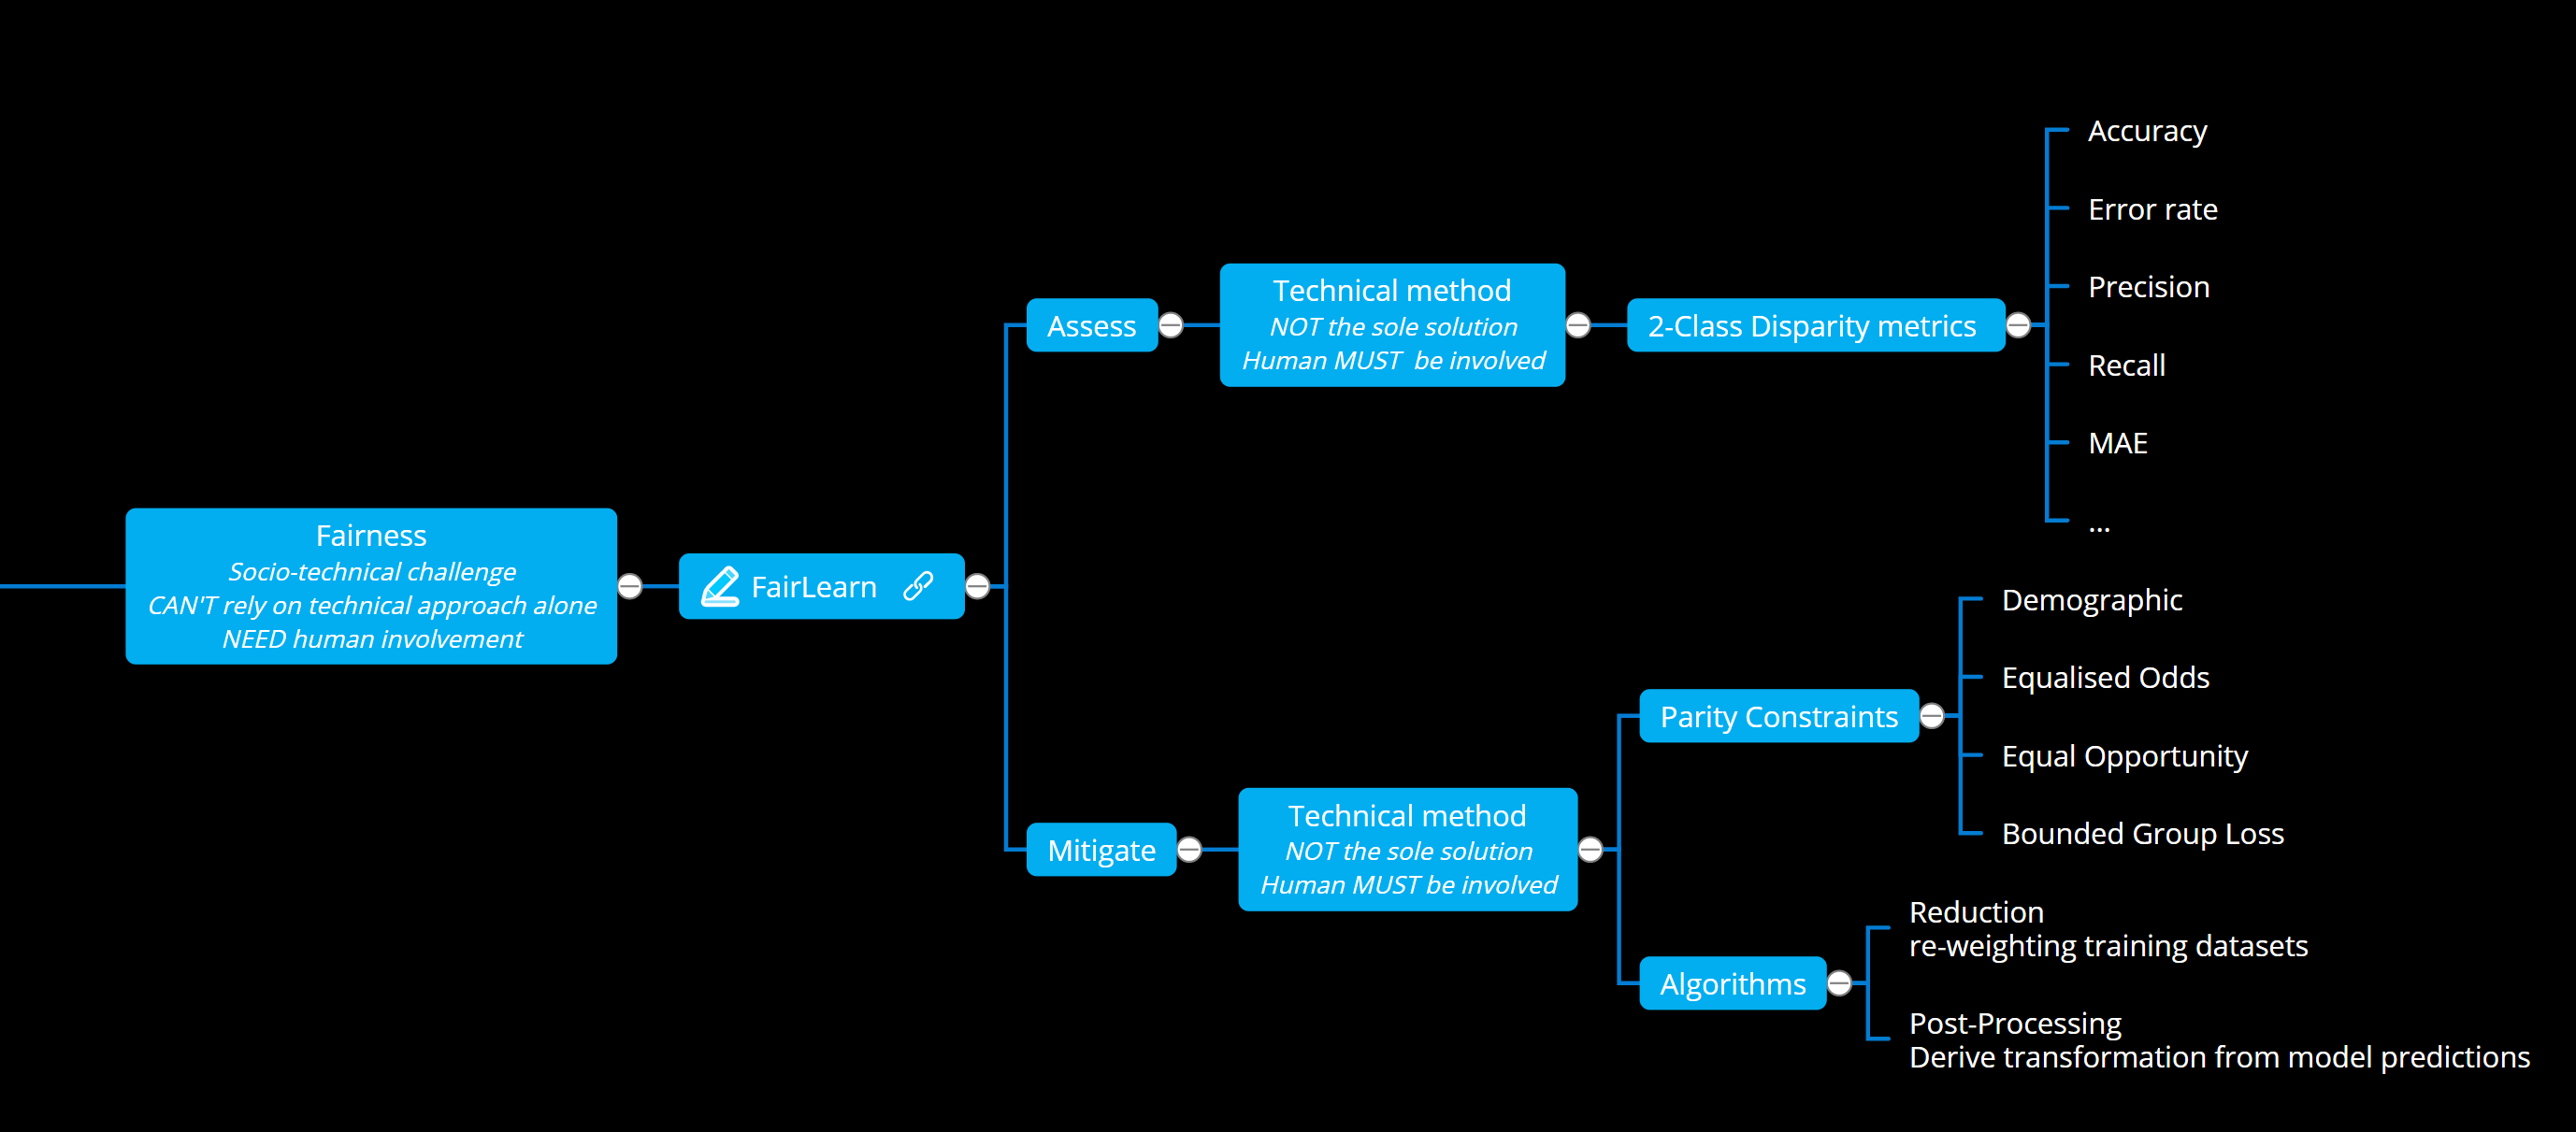 Fairness
Socio-technical challenge
CAN'T rely on technical approach alone
NEED human involvement
FairLearn
Assess
Technical method
NOT the sole solution
Human MUST  be involved
2-Class Disparity metrics
Accuracy
Error rate
Precision
Recall
MAE
...
Mitigate
Technical method
NOT the sole solution
Human MUST be involved
Parity Constraints
Demographic
Equalised Odds
Equal Opportunity
Bounded Group Loss
Algorithms
Reduction
re-weighting training datasets
Post-Processing
Derive transformation from model predictions